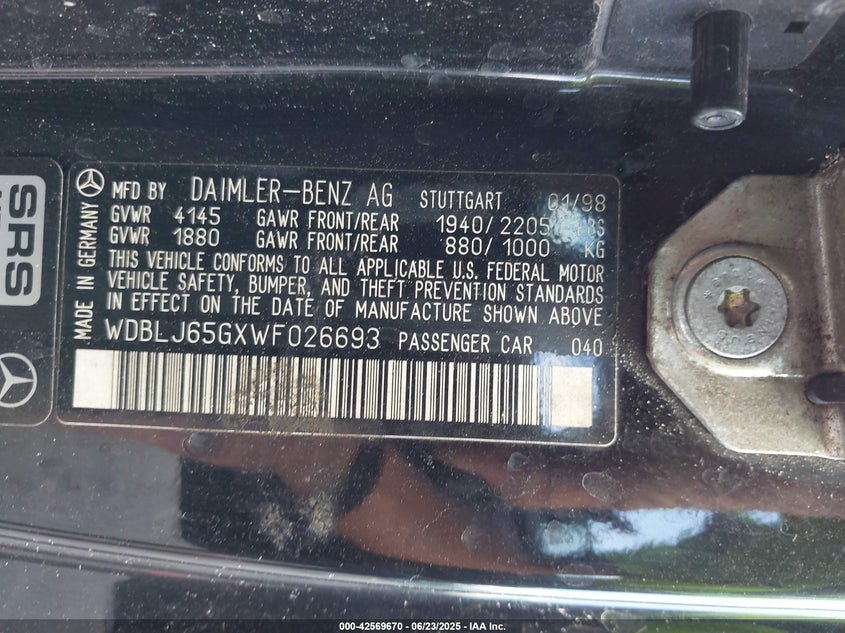 SRS
MADE IN GERMANY
MFD BY DAIMLER-BENZ AG STUTTGART 01/98
GVWR 4145 GAWR FRONT/REAR 1940/2205 LBS
GVWR 1880 GAWR FRONT/REAR 880/1000 KG
THIS VEHICLE CONFORMS TO ALL APPLICABLE U.S. FEDERAL MOTOR
VEHICLE SAFETY, BUMPER, AND THEFT PREVENTION STANDARDS
IN EFFECT ON THE DATE OF MANUFACTURE SHOWN ABOVE
WDBLJ65GXWF026693 PASSENGER CAR 040
000-42569670 - 06/23/2025 - IAA Inc.